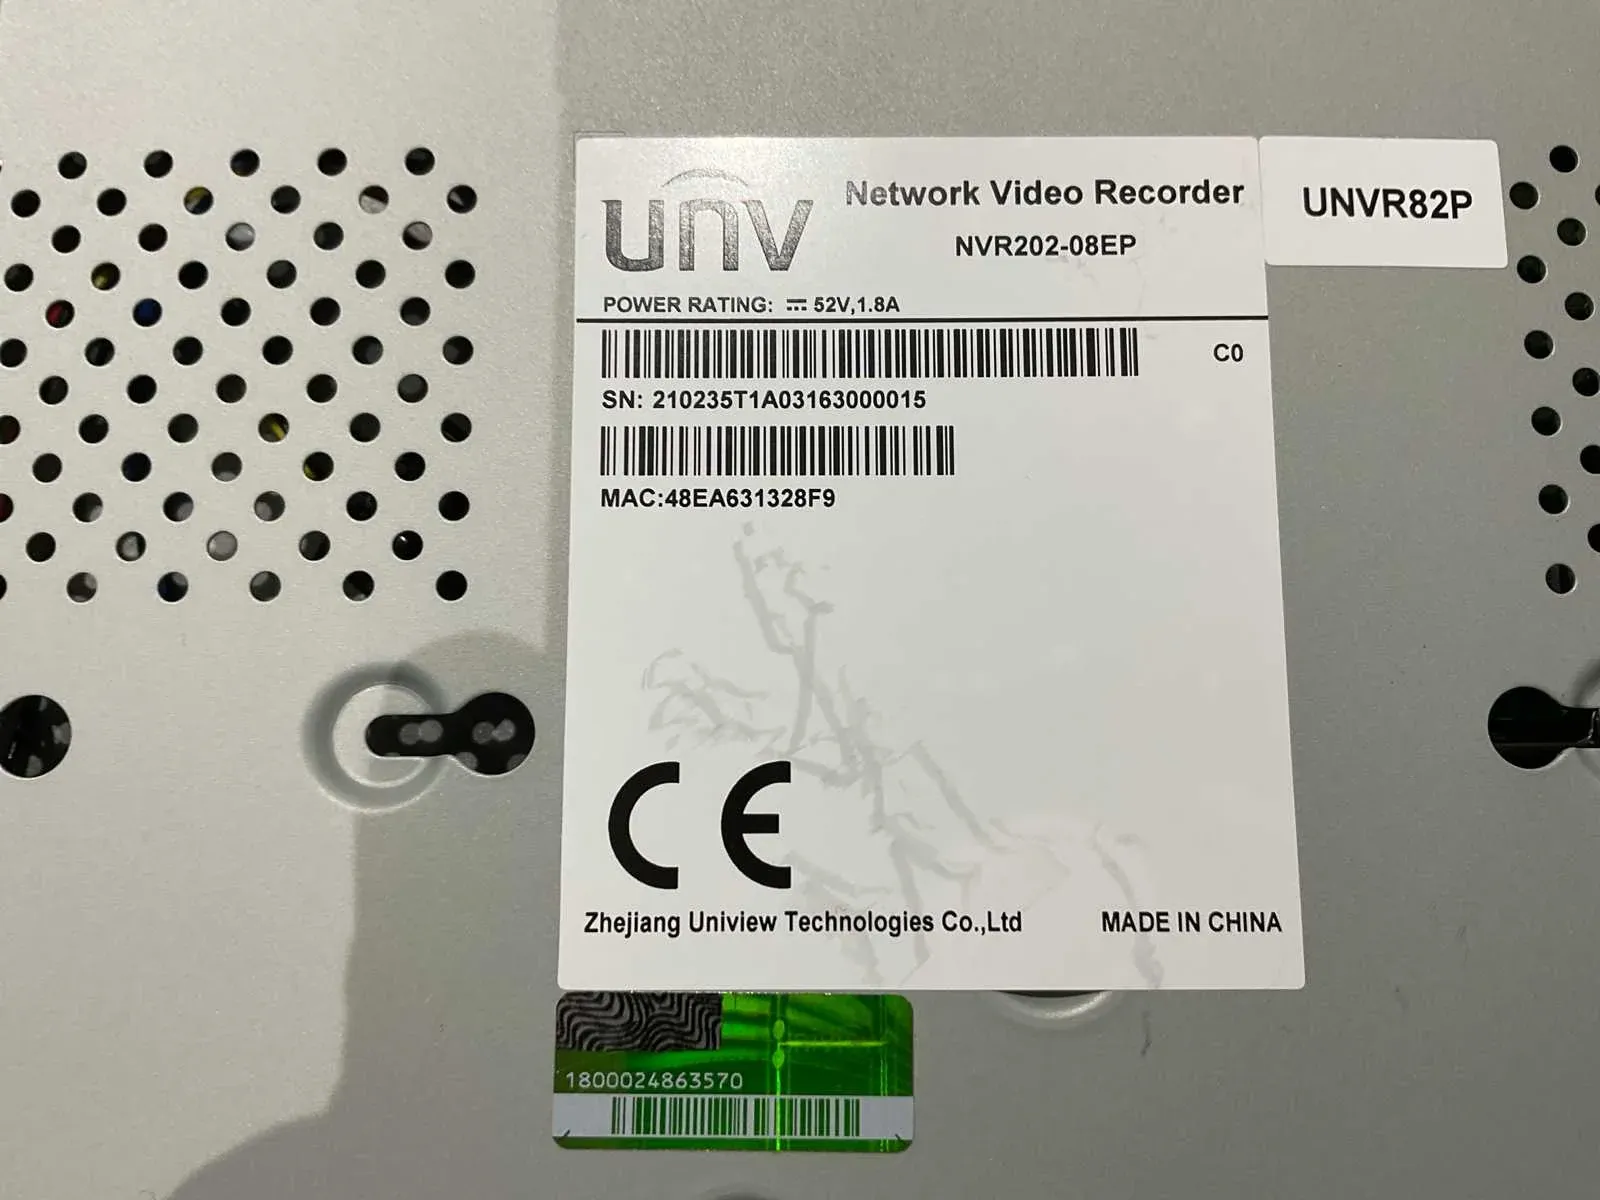 unv
Network Video Recorder
NVR202-08EP
UNVR82P
POWER RATING: ⎓ 52V,1.8A
C0
SN: 210235T1A03163000015
MAC:48EA631328F9
CE
Zhejiang Uniview Technologies Co.,Ltd
MADE IN CHINA
1800024863570